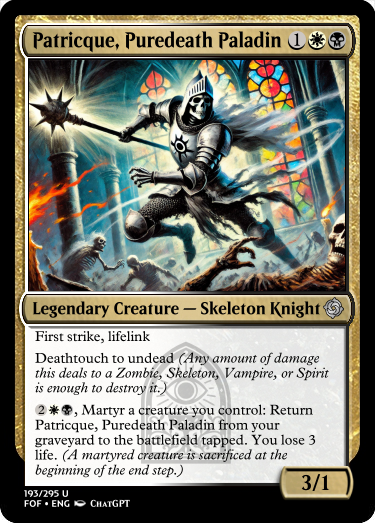 Patricque, Puredeath Paladin 1
Legendary Creature — Skeleton Knight
First strike, lifelink
Deathtouch to undead (Any amount of damage
this deals to a Zombie, Skeleton, Vampire, or Spirit
is enough to destroy it.)
2, Martyr a creature you control: Return
Patricque, Puredeath Paladin from your
graveyard to the battlefield tapped. You lose 3
life. (A martyred creature is sacrificed at the
beginning of the end step.)
3/1
193/295 U
FOF • ENG ChatGPT